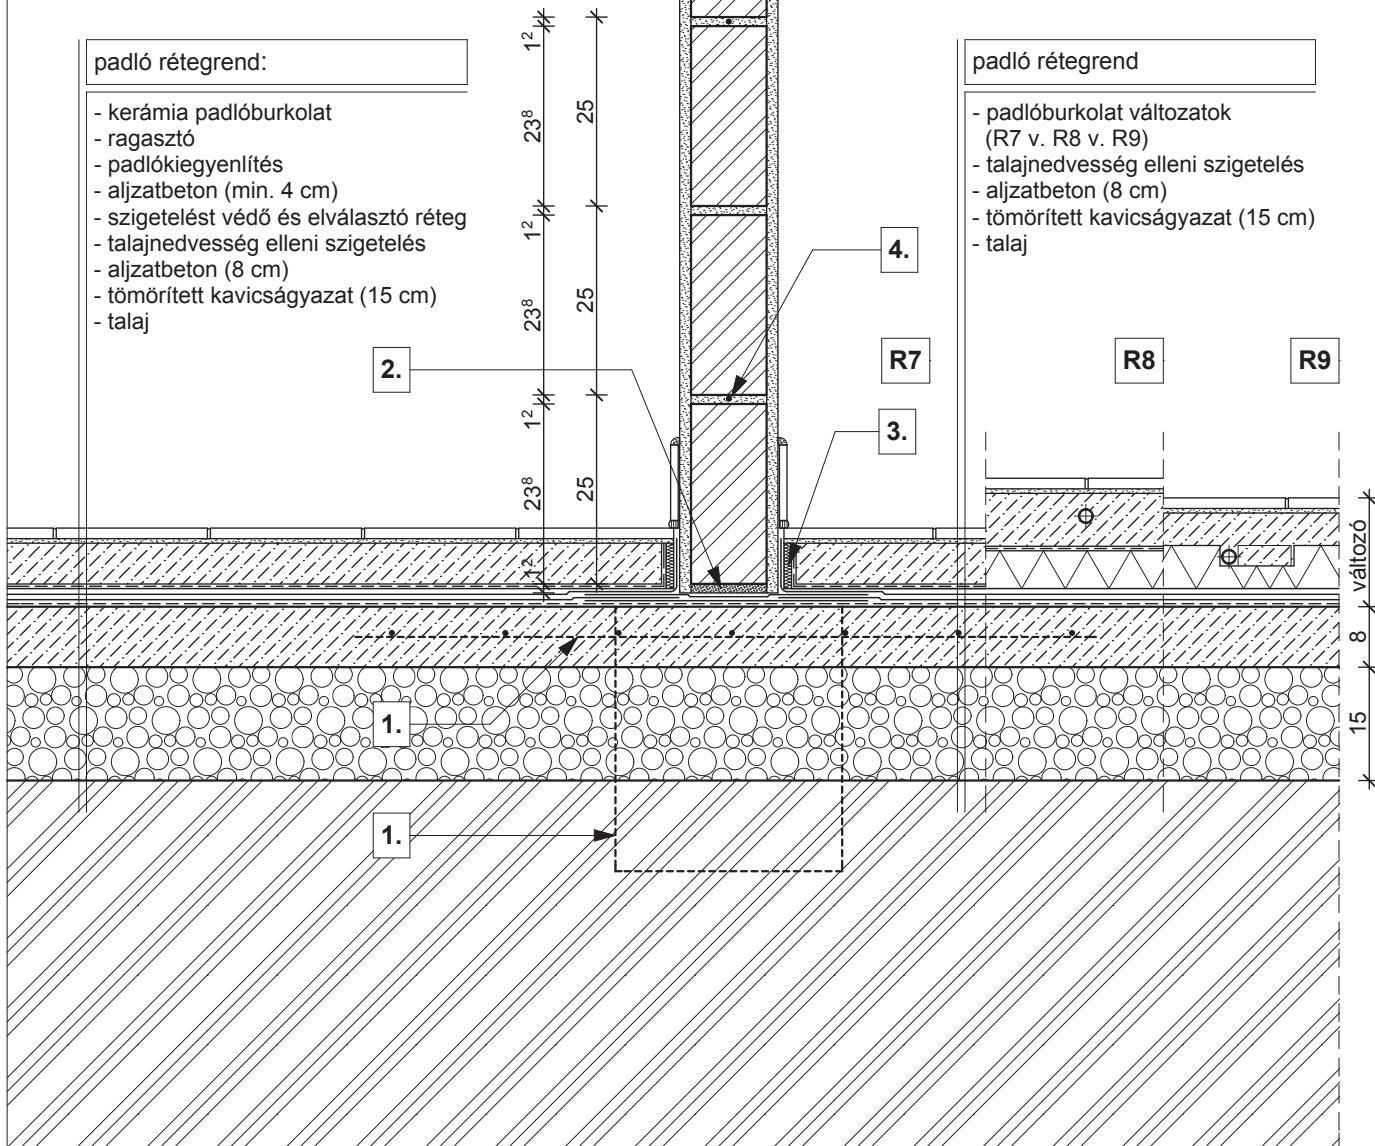 padló rétegrend:
- kerámia padlóburkolat
- ragasztó
- padlókiegyenlítés
- aljzatbeton (min. 4 cm)
- szigetelést védő és elválasztó réteg
- talajnedvesség elleni szigetelés
- aljzatbeton (8 cm)
- tömörített kavicságyazat (15 cm)
- talaj
padló rétegrend
- padlóburkolat változatok
(R7 v. R8 v. R9)
- talajnedvesség elleni szigetelés
- aljzatbeton (8 cm)
- tömörített kavicságyazat (15 cm)
- talaj
1²
23⁸
25
1²
23⁸
25
1²
23⁸
25
1²
4.
2.
R7
R8
R9
3.
változó
8
15
1.
1.